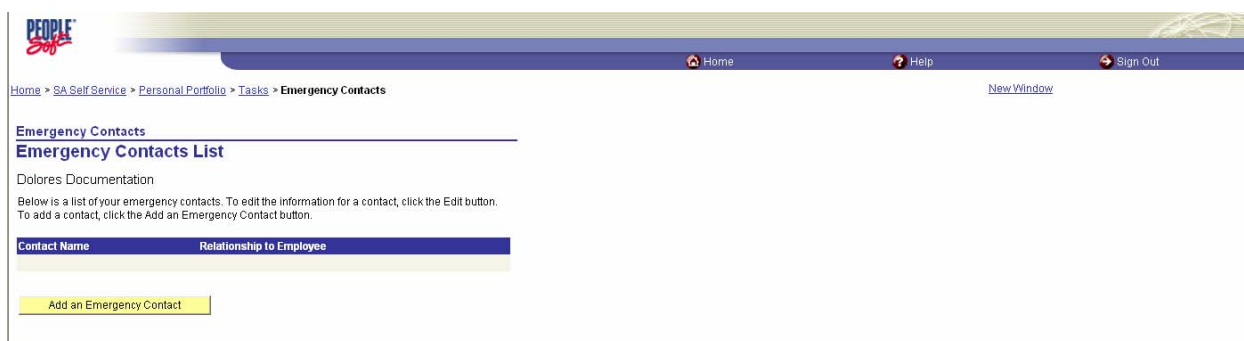 PEOPLE
Soft
Home Help Sign Out
Home > SA Self Service > Personal Portfolio > Tasks > Emergency Contacts New Window
Emergency Contacts
Emergency Contacts List
Dolores Documentation
Below is a list of your emergency contacts. To edit the information for a contact, click the Edit button.
To add a contact, click the Add an Emergency Contact button.
Contact Name Relationship to Employee
Add an Emergency Contact